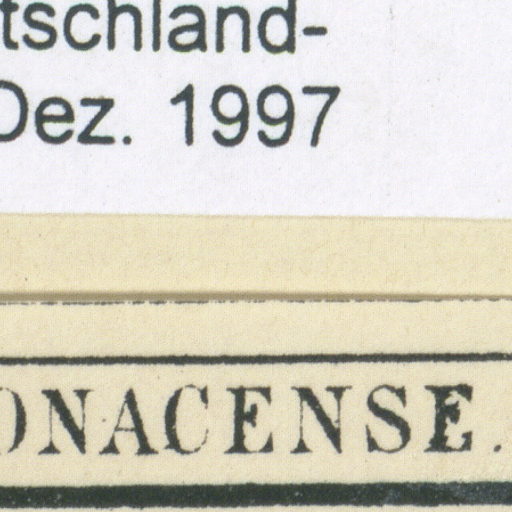 tschland-
Dez. 1997
ONACENSE.